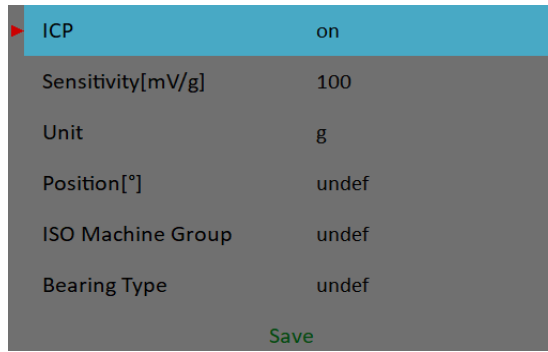 ICP on
Sensitivity[mV/g] 100
Unit g
Position[°] undef
ISO Machine Group undef
Bearing Type undef
Save